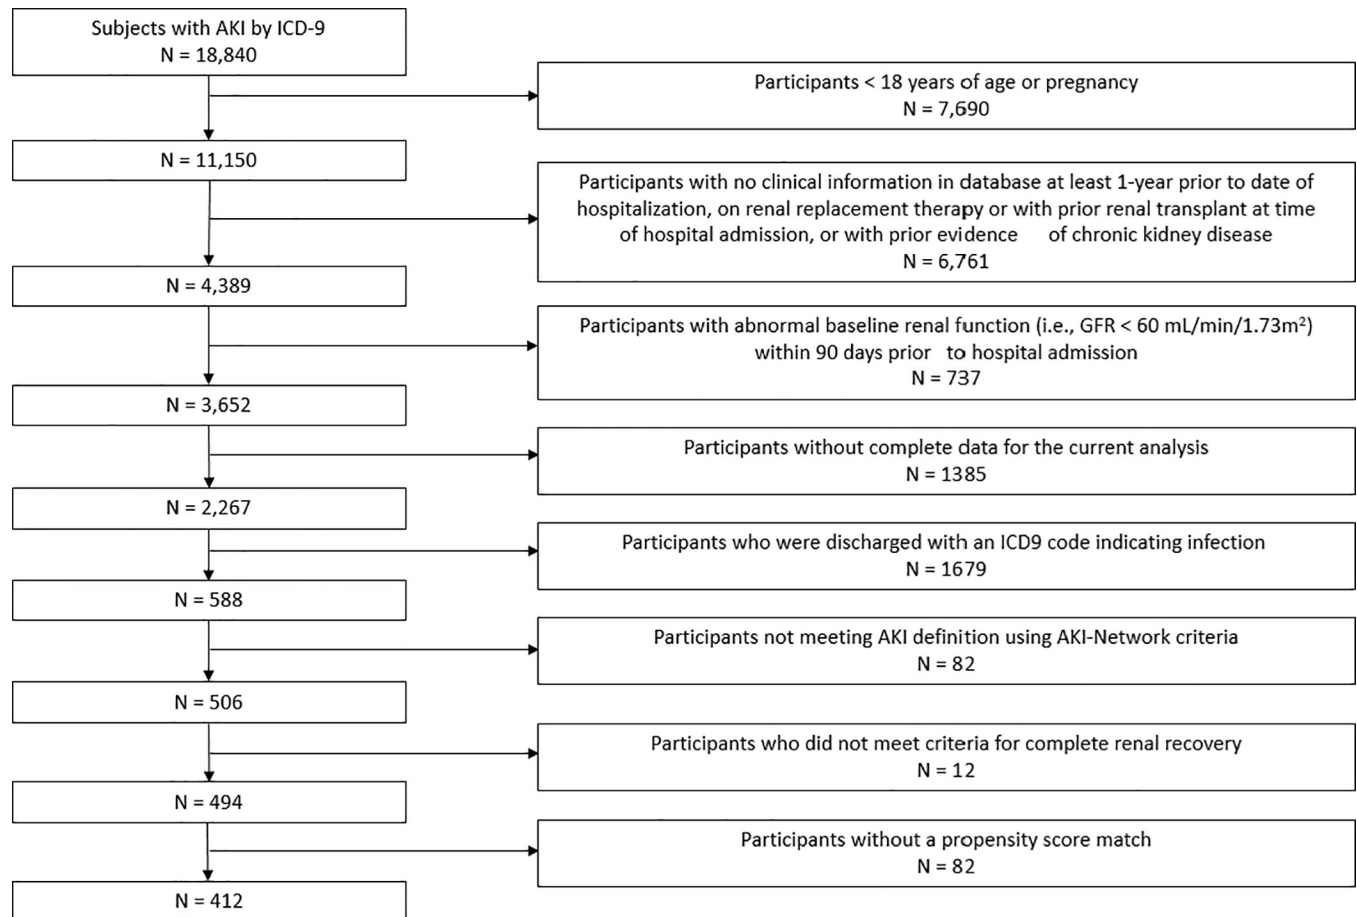 Subjects with AKI by ICD-9
N = 18,840
Participants < 18 years of age or pregnancy
N = 7,690
N = 11,150
Participants with no clinical information in database at least 1-year prior to date of
hospitalization, on renal replacement therapy or with prior renal transplant at time
of hospital admission, or with prior evidence of chronic kidney disease
N = 6,761
N = 4,389
Participants with abnormal baseline renal function (i.e., GFR < 60 mL/min/1.73m²)
within 90 days prior to hospital admission
N = 737
N = 3,652
Participants without complete data for the current analysis
N = 1385
N = 2,267
Participants who were discharged with an ICD9 code indicating infection
N = 1679
N = 588
Participants not meeting AKI definition using AKI-Network criteria
N = 82
N = 506
Participants who did not meet criteria for complete renal recovery
N = 12
N = 494
Participants without a propensity score match
N = 82
N = 412